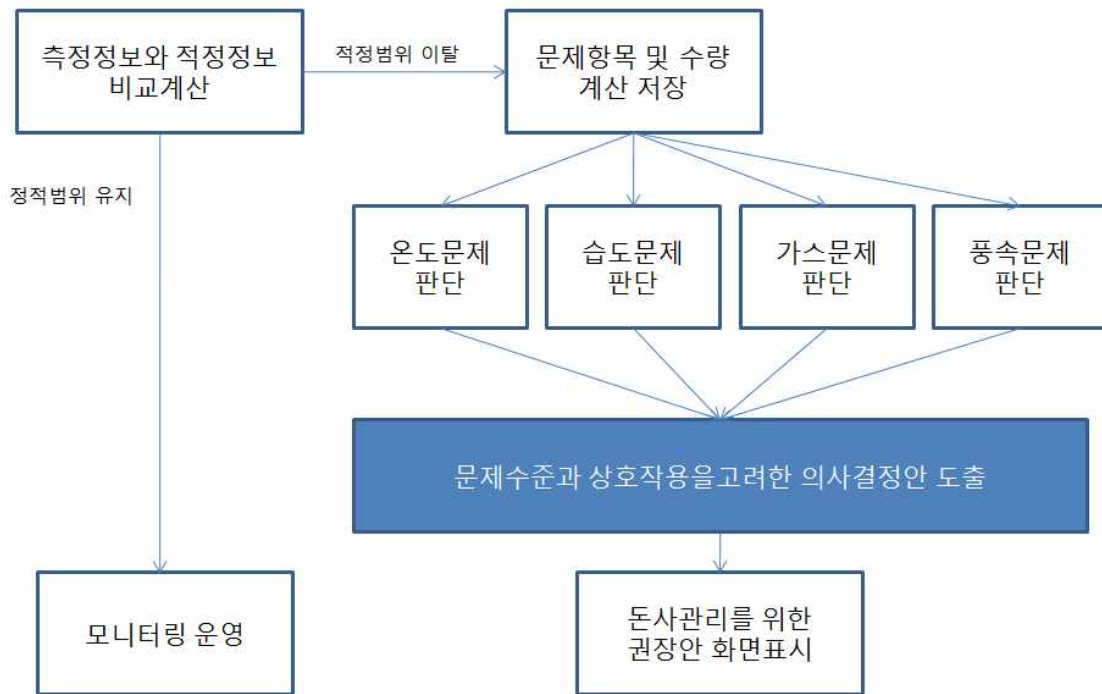 측정정보와 적정정보
비교계산
적정범위 이탈
문제항목 및 수량
계산 저장
정적범위 유지
온도문제
판단
습도문제
판단
가스문제
판단
풍속문제
판단
문제수준과 상호작용을고려한 의사결정안 도출
모니터링 운영
돈사관리를 위한
권장안 화면표시